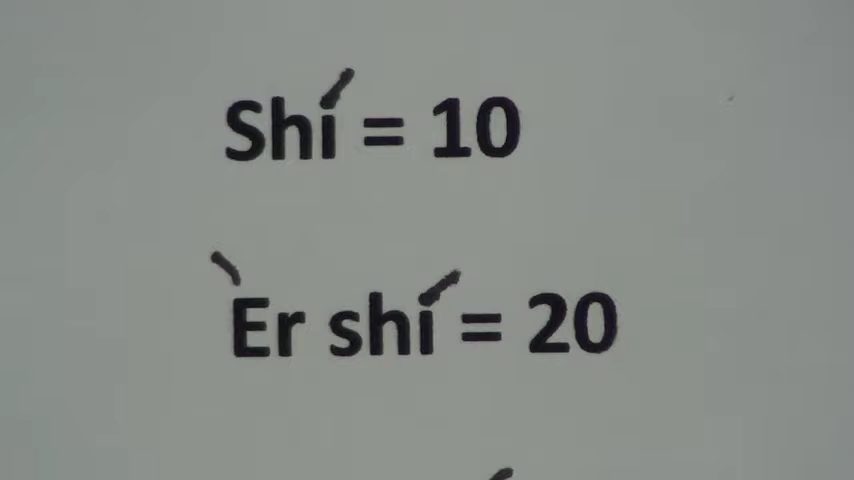 Shí = 10
Èr shí = 20